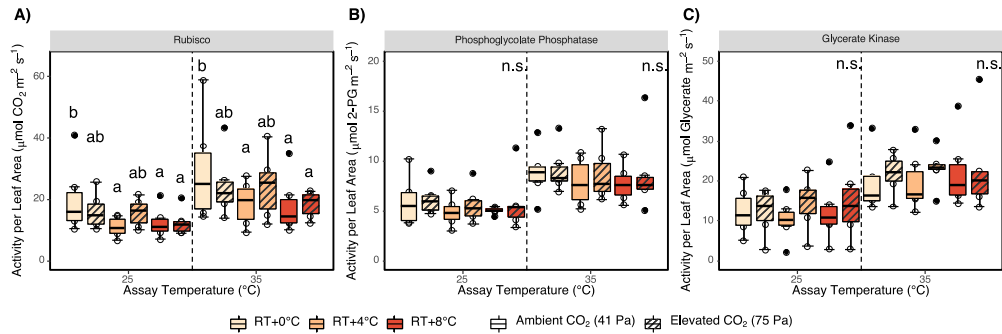 A)
Rubisco
Activity per Leaf Area (μmol CO2 m−2 s−1)
60
40
20
0
b
ab
a
ab
a
a
b
ab
a
ab
a
a
25
35
Assay Temperature (°C)
B)
Phosphoglycolate Phosphatase
Activity per Leaf Area (μmol 2-PG m−2 s−1)
20
15
10
5
0
n.s.
n.s.
25
35
Assay Temperature (°C)
C)
Glycerate Kinase
Activity per Leaf Area (μmol Glycerate m−2 s−1)
50
40
30
20
10
0
n.s.
n.s.
25
35
Assay Temperature (°C)
RT+0°C RT+4°C RT+8°C Ambient CO2 (41 Pa) Elevated CO2 (75 Pa)